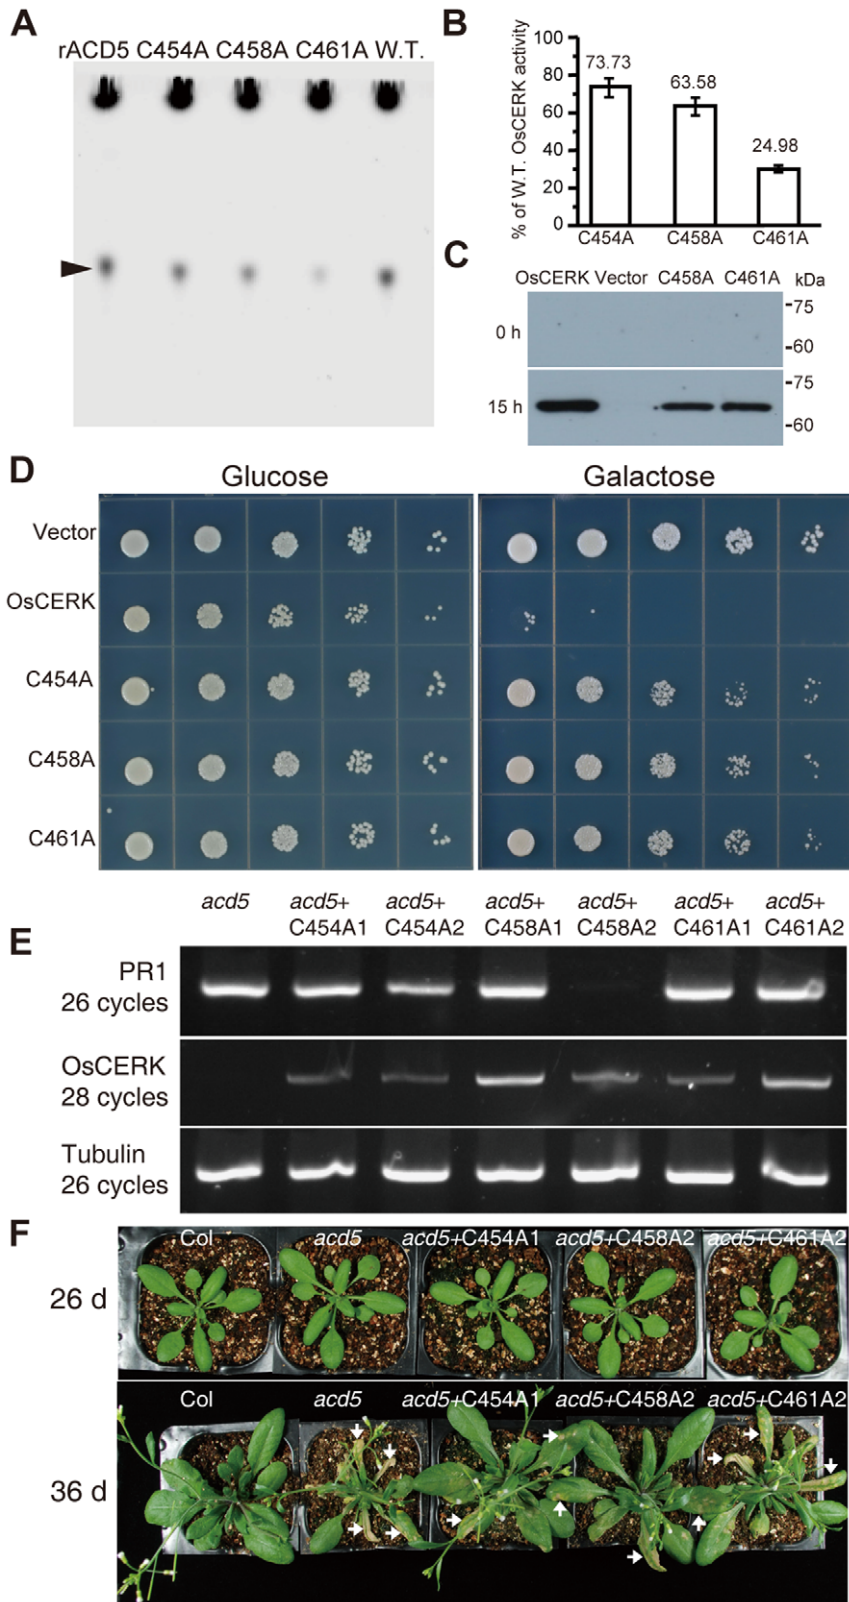 A
rACD5 C454A C458A C461A W.T.
B
% of W.T. OsCERK activity
100
80
60
40
80
20
0
73.73
63.58
24.98
C454A C458A C461A
C
OsCERK Vector C458A C461A kDa
0 h
-75
-60
15 h
-75
-60
D
Glucose Galactose
Vector
OsCERK
C454A
C458A
C461A
E
acd5 acd5+ acd5+ acd5+ acd5+ acd5+ acd5+
C454A1 C454A2 C458A1 C458A2 C461A1 C461A2
PR1
26 cycles
OsCERK
28 cycles
Tubulin
26 cycles
F
Col acd5 acd5+C454A1 acd5+C458A2 acd5+C461A2
26 d
Col acd5 acd5+C454A1 acd5+C458A2 acd5+C461A2
36 d